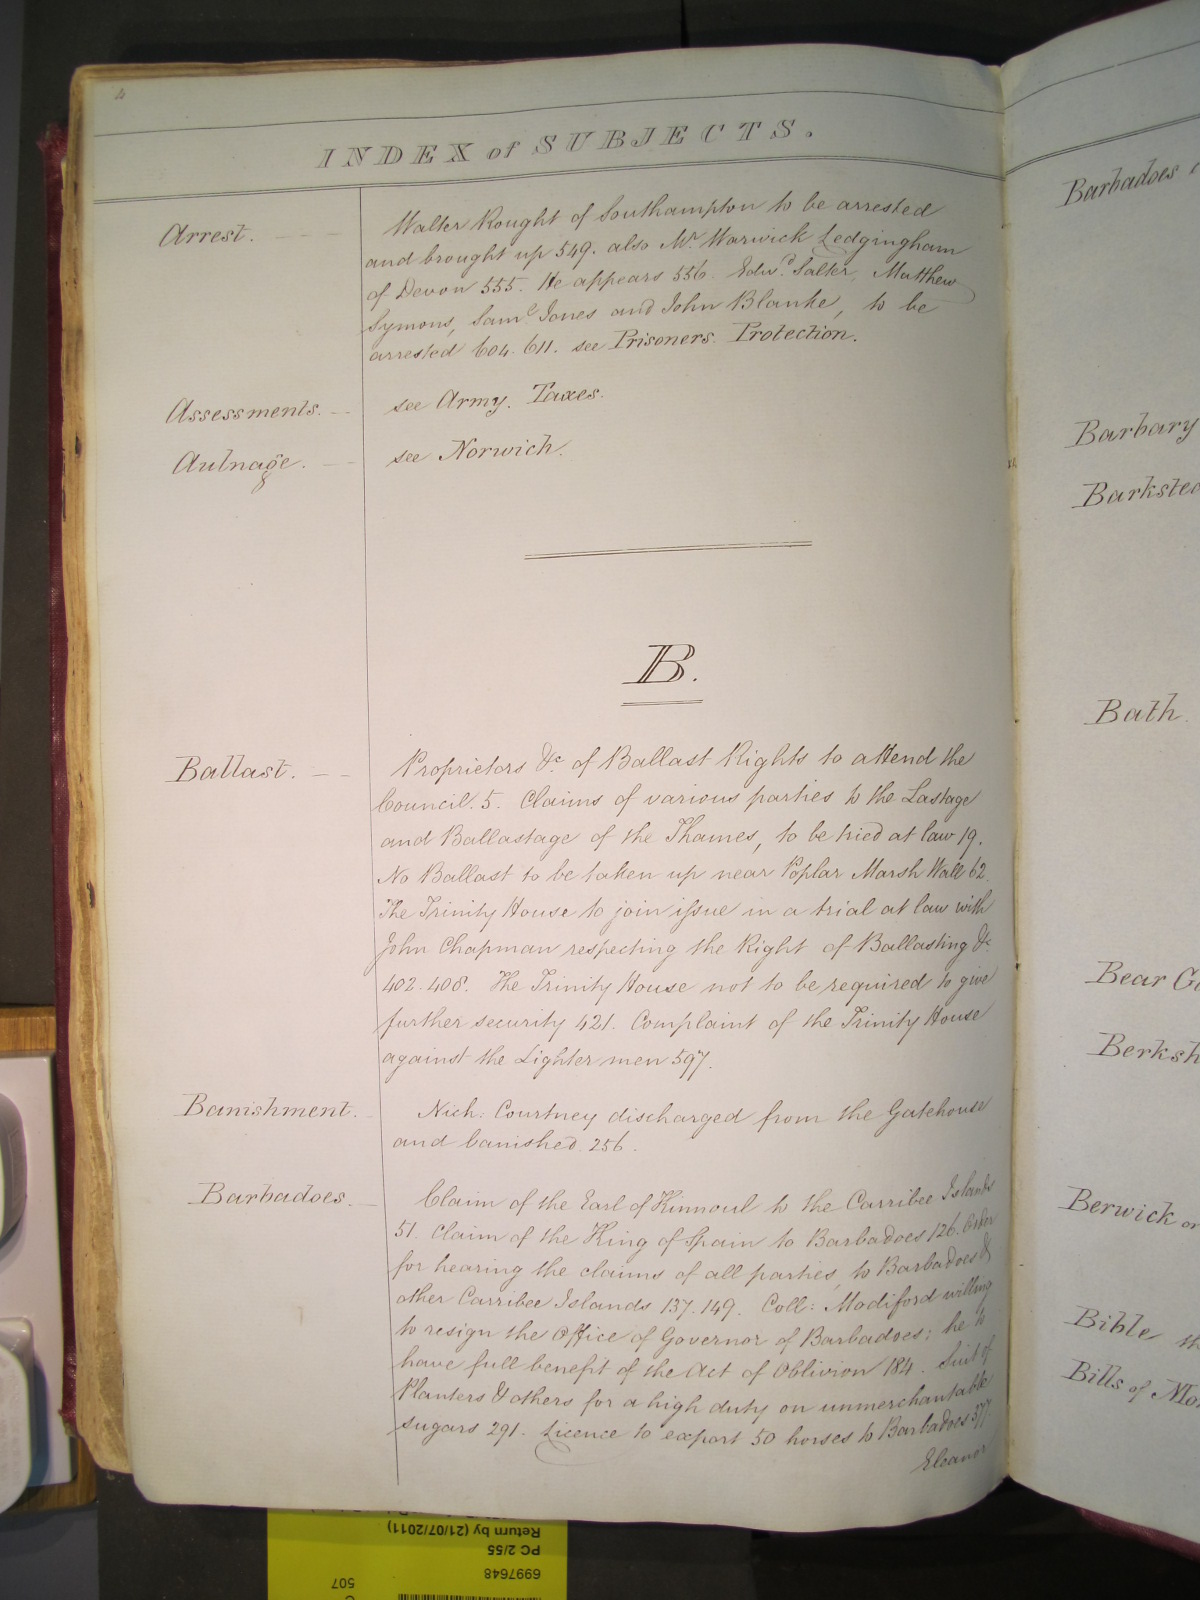 4
INDEX of SUBJECTS.
Arrest.
Walter Rought of Southampton to be arrested
and brought up 549. also Mr. Warwick Ledgingham
of Devon 555. He appears 556. Edwd. Salter, Matthew
Symons, Saml Jones and John Blanke, to be
arrested 604. 611. see Prisoners. Protection.
Assessments.
see Army. Taxes.
Aulnage.
see Norwich.
B.
Ballast.
Proprietors &c. of Ballast Rights to attend the
Council. 5. Claims of various parties to the Lastage
and Ballastage of the Thames, to be tried at law 19.
No Ballast to be taken up near Poplar Marsh Wall 62.
The Trinity House to join issue in a trial at law with
John Chapman respecting the Right of Ballasting &c
402. 408. The Trinity House not to be required to give
further security 421. Complaint of the Trinity House
against the Lighter men 597.
Banishment.
Nich: Courtney discharged from the Gatehouse
and banished. 256.
Barbadoes.
Claim of the Earl of Kinnoul to the Carribee Islands
51. Claim of the King of Spain to Barbadoes 126. Order
for hearing the claims of all parties, to Barbadoes &
other Carribee Islands 137. 149. Coll: Modiford willing
to resign the Office of Governor of Barbadoes: he to
have full benefit of the Act of Oblivion 184. Suit of
Planters & others for a high duty on unmerchantable
sugars 291. Licence to export 50 horses to Barbadoes 377
Eleanor
Barbadoes
Barbary
Barksted
Bath.
Bear
Berksh
Berwick on
Bible, th
Bills of Mo
Return by (21/07/2011)
PC 2/55
6997648
507